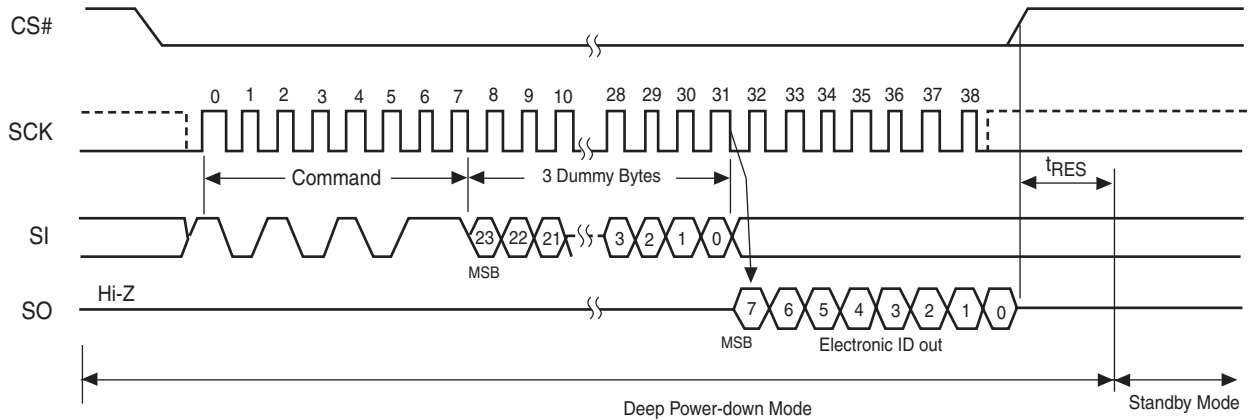 CS#
0 1 2 3 4 5 6 7 8 9 10 28 29 30 31 32 33 34 35 36 37 38
SCK
Command
3 Dummy Bytes
tRES
SI
23 22 21 3 2 1 0
MSB
Hi-Z
SO
7 6 5 4 3 2 1 0
MSB
Electronic ID out
Deep Power-down Mode
Standby Mode